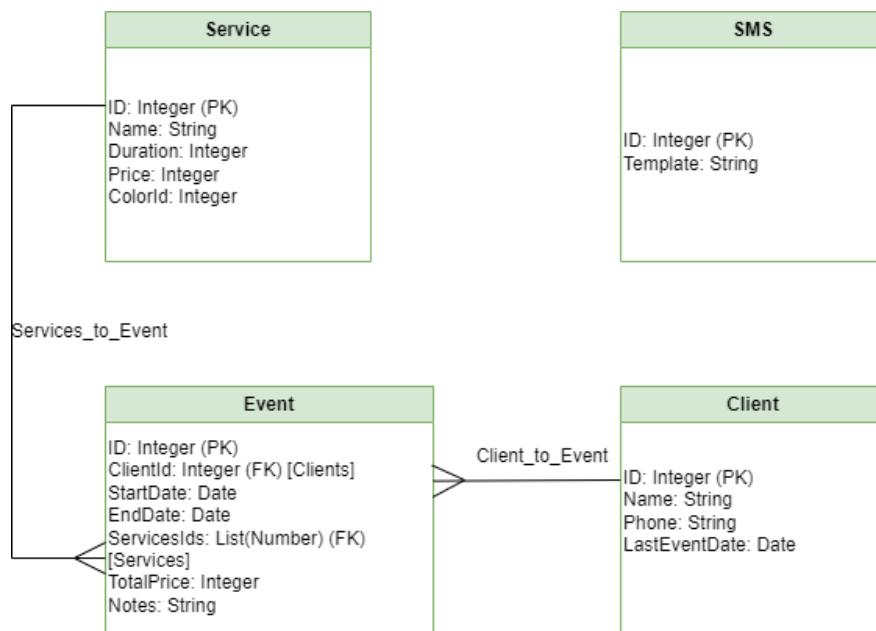 Service
ID: Integer (PK)
Name: String
Duration: Integer
Price: Integer
ColorId: Integer
SMS
ID: Integer (PK)
Template: String
Services_to_Event
Event
ID: Integer (PK)
ClientId: Integer (FK) [Clients]
StartDate: Date
EndDate: Date
ServicesIds: List(Number) (FK)
[Services]
TotalPrice: Integer
Notes: String
Client_to_Event
Client
ID: Integer (PK)
Name: String
Phone: String
LastEventDate: Date